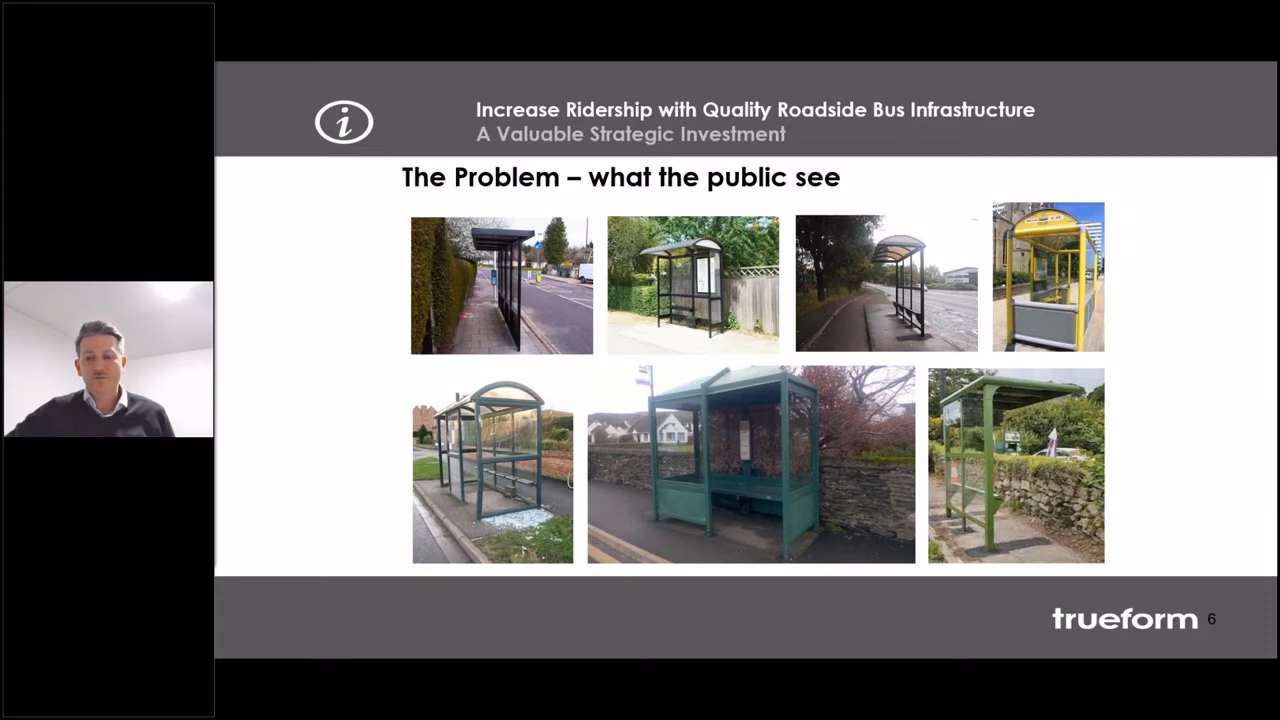 Increase Ridership with Quality Roadside Bus Infrastructure
A Valuable Strategic Investment
The Problem – what the public see
trueform 6